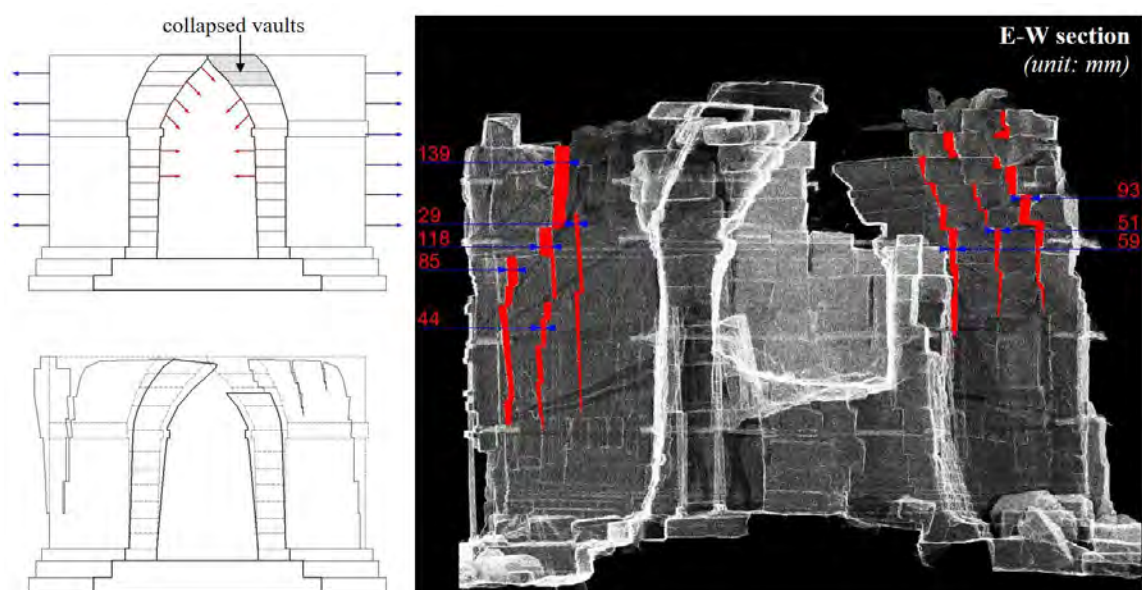 collapsed vaults
E-W section
(unit: mm)
139
29
118
85
44
93
51
59